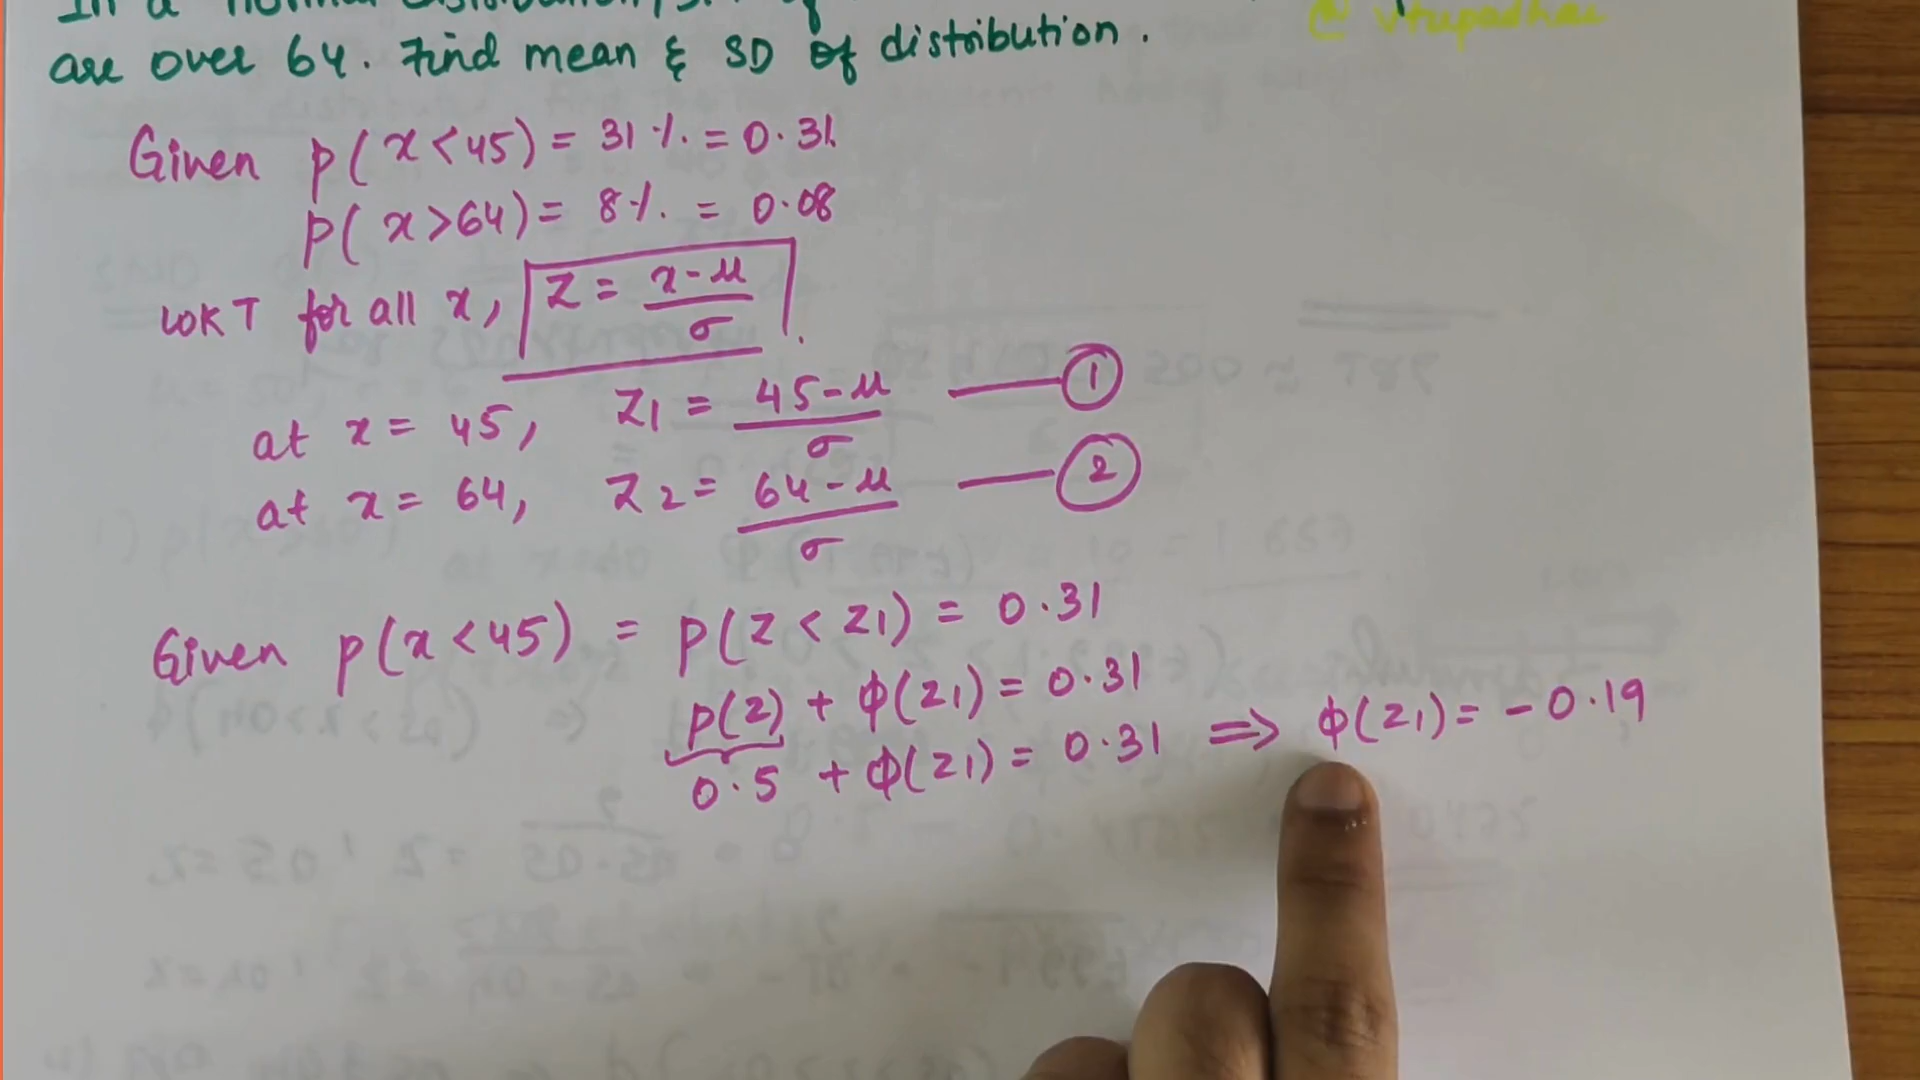 In a
are over 64. Find mean & SD of distribution.
@vtupadhai
Given p(x<45) = 31 %. = 0.31
p(x>64) = 8%. = 0.08
WKT for all x, Z = x-μ / σ .
at x = 45, Z1 = 45-μ / σ — 1
at x = 64, Z2 = 64-μ / σ — 2
Given p(x<45) = p(Z < Z1) = 0.31
p(Z) + φ(Z1) = 0.31
0.5 + φ(Z1) = 0.31 ⇒ φ(Z1) = -0.19